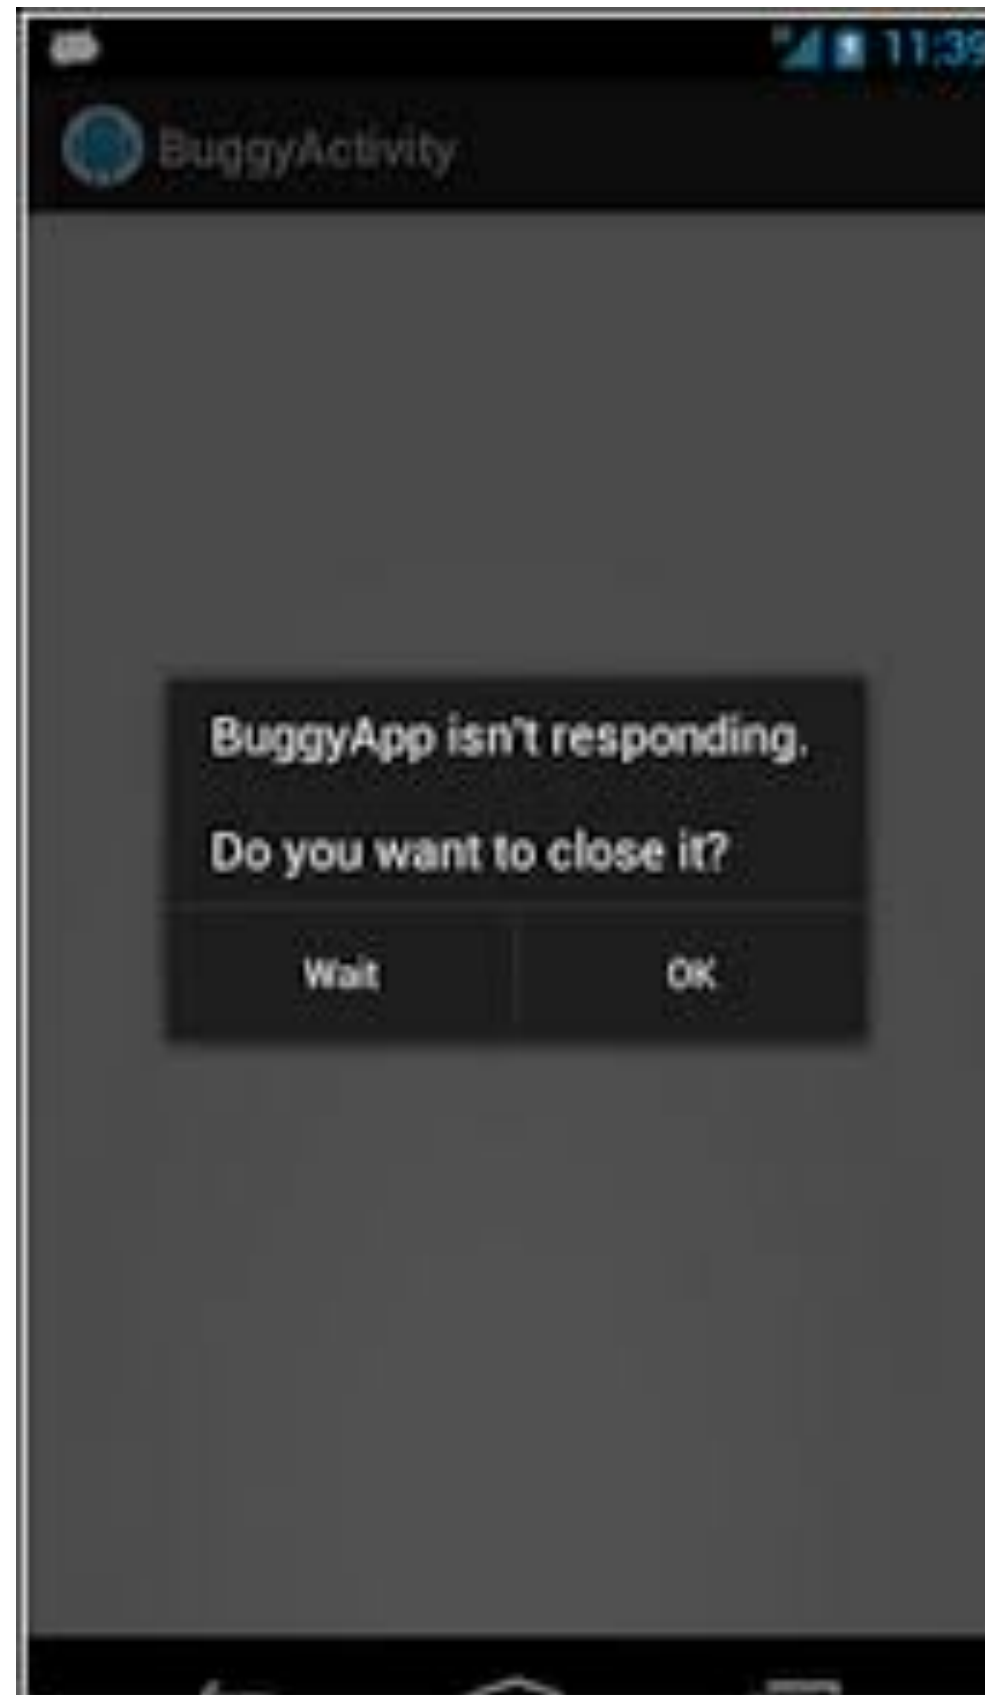 11:39
BuggyActivity
BuggyApp isn't responding.
Do you want to close it?
Wait
OK